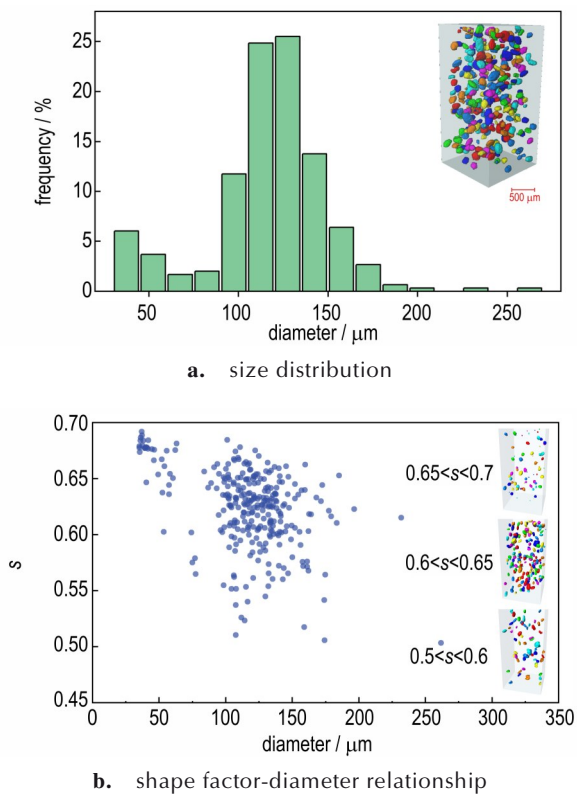 25
20
15
10
5
0
frequency / %
500 μm
50 100 150 200 250
diameter / μm
a. size distribution
0.70
0.65
0.60
0.55
0.50
0.45
s
0.65<s<0.7
0.6<s<0.65
0.5<s<0.6
0 50 100 150 200 250 300 350
diameter / μm
b. shape factor-diameter relationship